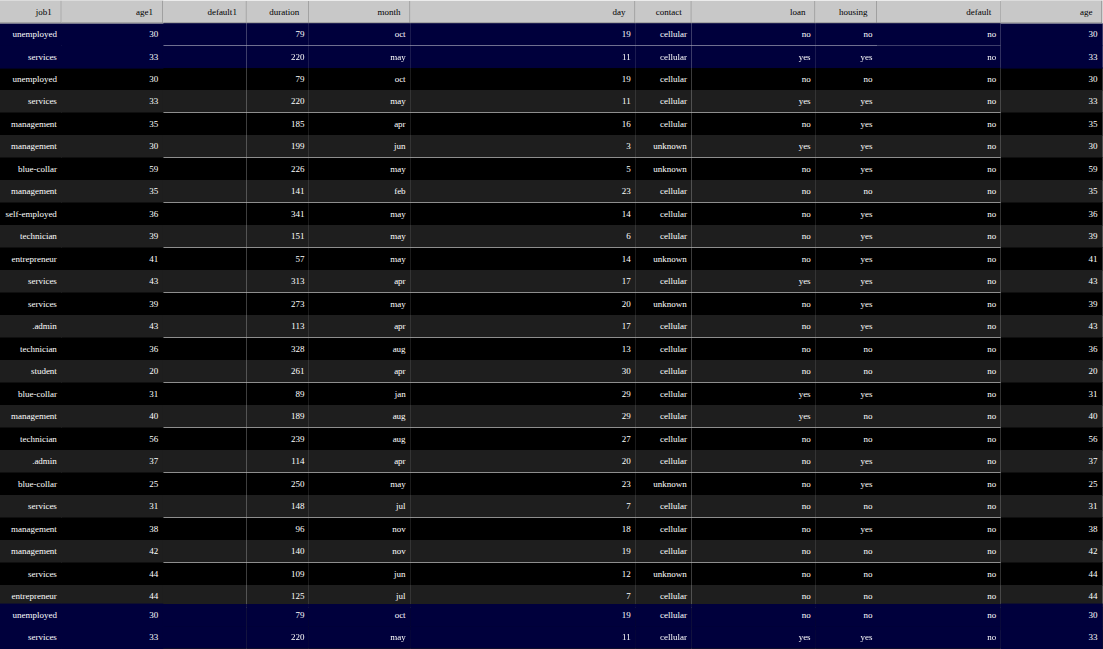 job1 age1 default1 duration month day contact loan housing default age
unemployed 30 79 oct 19 cellular no no no 30
services 33 220 may 11 cellular yes yes no 33
unemployed 30 79 oct 19 cellular no no no 30
services 33 220 may 11 cellular yes yes no 33
management 35 185 apr 16 cellular no yes no 35
management 30 199 jun 3 unknown yes yes no 30
blue-collar 59 226 may 5 unknown no yes no 59
management 35 141 feb 23 cellular no no no 35
self-employed 36 341 may 14 cellular no yes no 36
technician 39 151 may 6 cellular no yes no 39
entrepreneur 41 57 may 14 unknown no yes no 41
services 43 313 apr 17 cellular yes yes no 43
services 39 273 may 20 unknown no yes no 39
.admin 43 113 apr 17 cellular no yes no 43
technician 36 328 aug 13 cellular no no no 36
student 20 261 apr 30 cellular no no no 20
blue-collar 31 89 jan 29 cellular yes yes no 31
management 40 189 aug 29 cellular yes no no 40
technician 56 239 aug 27 cellular no no no 56
.admin 37 114 apr 20 cellular no yes no 37
blue-collar 25 250 may 23 unknown no yes no 25
services 31 148 jul 7 cellular no no no 31
management 38 96 nov 18 cellular no yes no 38
management 42 140 nov 19 cellular no no no 42
services 44 109 jun 12 unknown no no no 44
entrepreneur 44 125 jul 7 cellular no no no 44
unemployed 30 79 oct 19 cellular no no no 30
services 33 220 may 11 cellular yes yes no 33